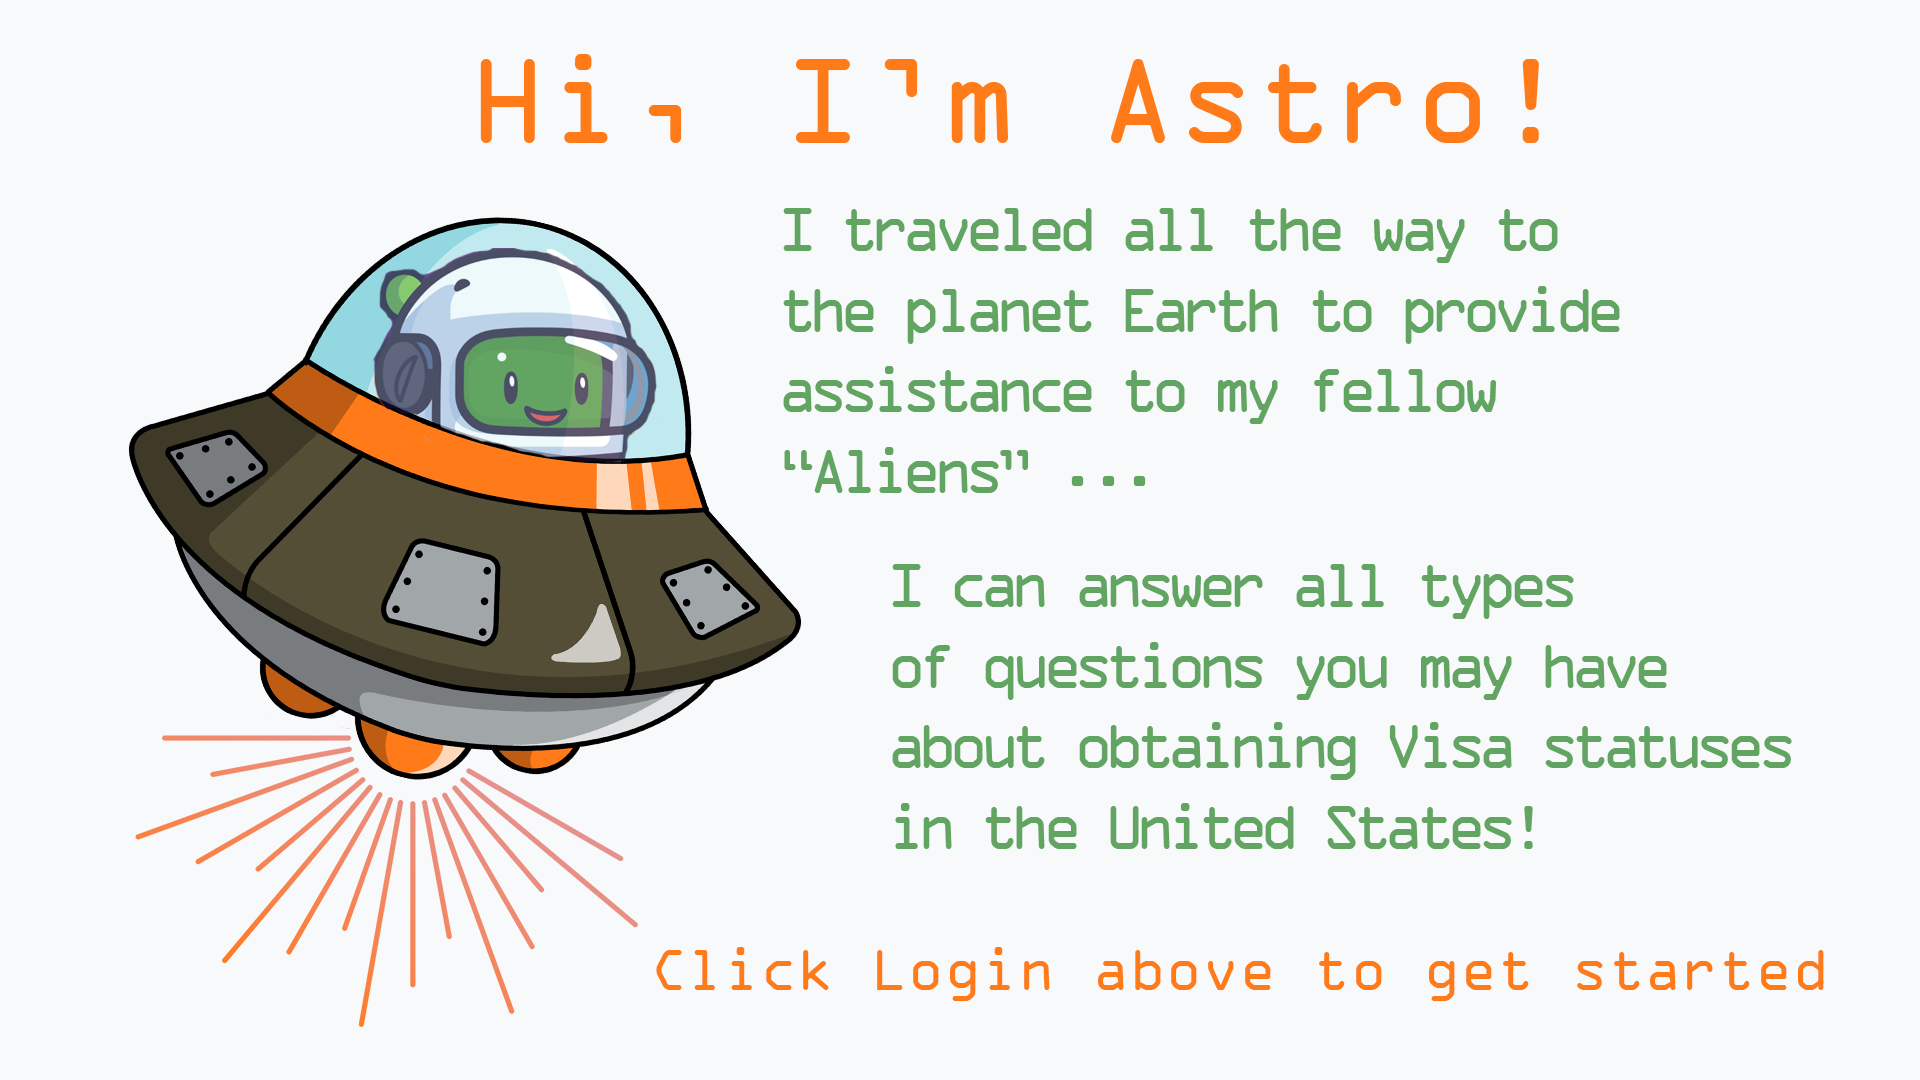 Hi, I'm Astro!
I traveled all the way to
the planet Earth to provide
assistance to my fellow
“Aliens” ...
I can answer all types
of questions you may have
about obtaining Visa statuses
in the United States!
Click Login above to get started